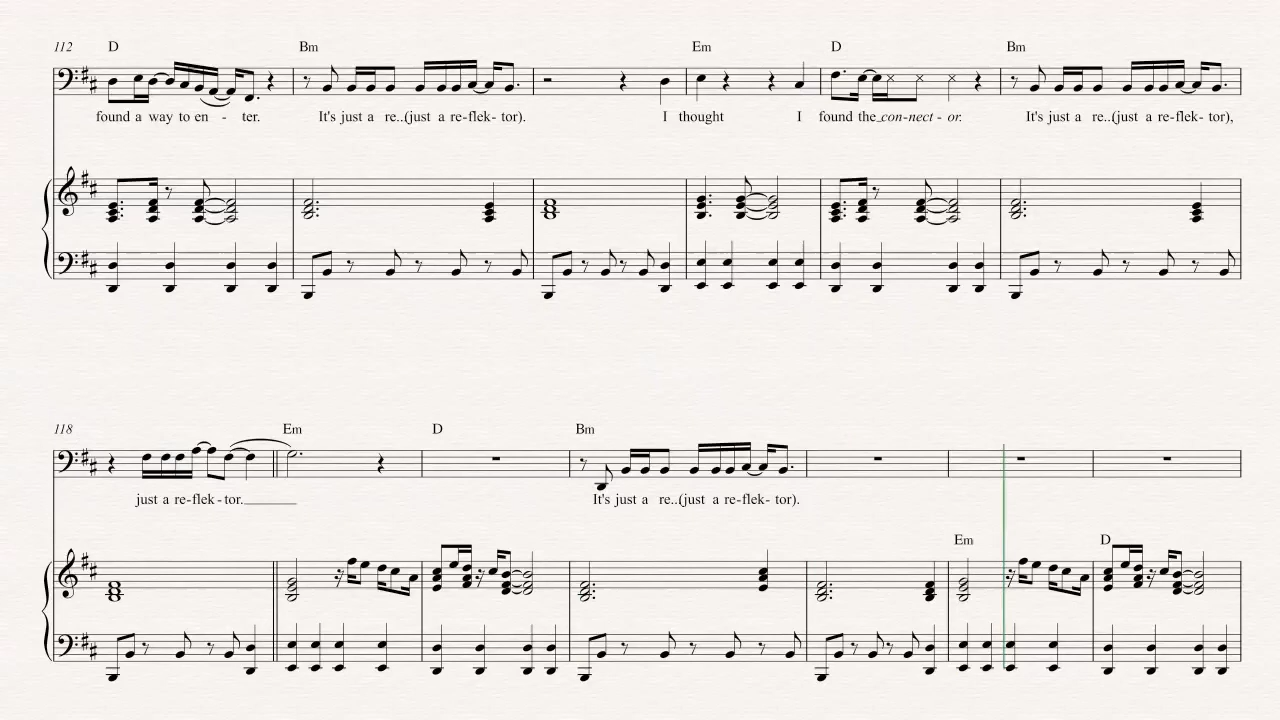 112 D Bm Em D Bm
found a way to en - ter. It's just a re..(just a re-flek- tor). I thought I found the con-nect - or. It's just a re..(just a re-flek- tor),
118 Em D Bm
just a re-flek-tor. It's just a re..(just a re-flek- tor).
Em D